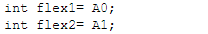 int flex1= A0;
int flex2= A1;